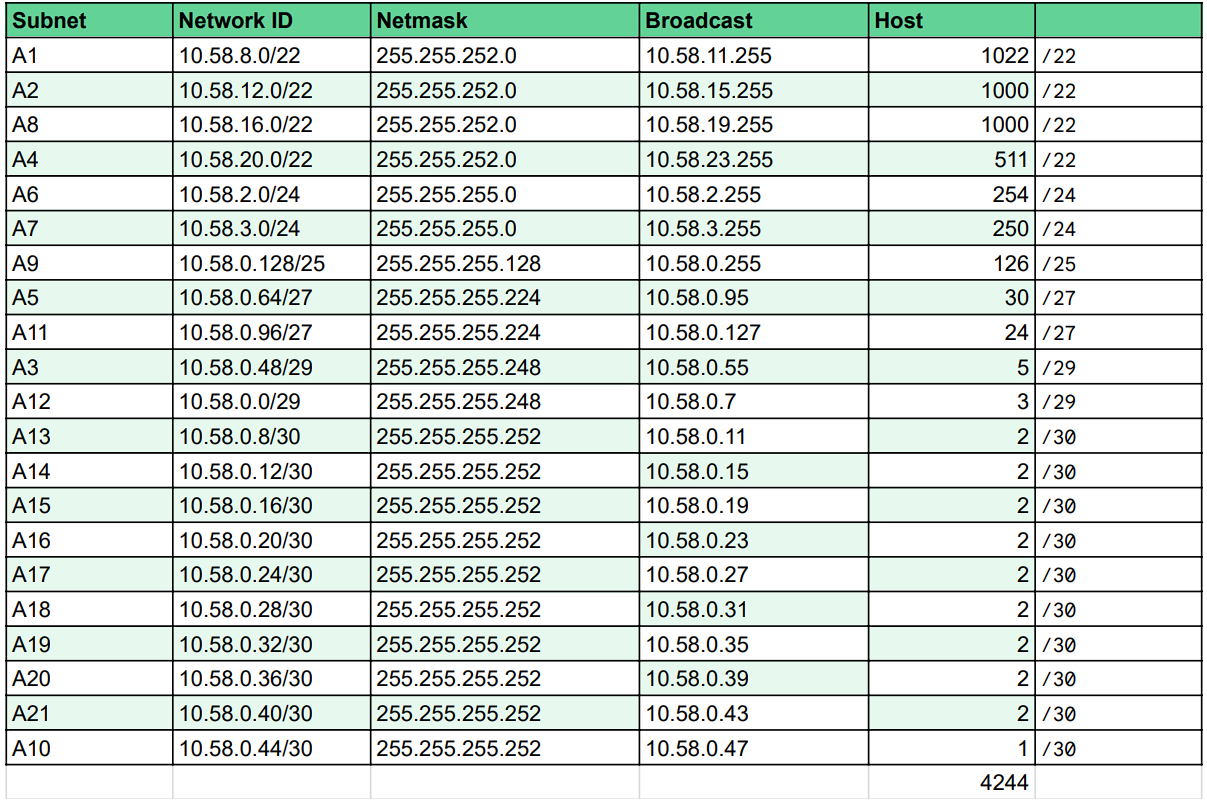 Subnet Network ID Netmask Broadcast Host
A1 10.58.8.0/22 255.255.252.0 10.58.11.255 1022 /22
A2 10.58.12.0/22 255.255.252.0 10.58.15.255 1000 /22
A8 10.58.16.0/22 255.255.252.0 10.58.19.255 1000 /22
A4 10.58.20.0/22 255.255.252.0 10.58.23.255 511 /22
A6 10.58.2.0/24 255.255.255.0 10.58.2.255 254 /24
A7 10.58.3.0/24 255.255.255.0 10.58.3.255 250 /24
A9 10.58.0.128/25 255.255.255.128 10.58.0.255 126 /25
A5 10.58.0.64/27 255.255.255.224 10.58.0.95 30 /27
A11 10.58.0.96/27 255.255.255.224 10.58.0.127 24 /27
A3 10.58.0.48/29 255.255.255.248 10.58.0.55 5 /29
A12 10.58.0.0/29 255.255.255.248 10.58.0.7 3 /29
A13 10.58.0.8/30 255.255.255.252 10.58.0.11 2 /30
A14 10.58.0.12/30 255.255.255.252 10.58.0.15 2 /30
A15 10.58.0.16/30 255.255.255.252 10.58.0.19 2 /30
A16 10.58.0.20/30 255.255.255.252 10.58.0.23 2 /30
A17 10.58.0.24/30 255.255.255.252 10.58.0.27 2 /30
A18 10.58.0.28/30 255.255.255.252 10.58.0.31 2 /30
A19 10.58.0.32/30 255.255.255.252 10.58.0.35 2 /30
A20 10.58.0.36/30 255.255.255.252 10.58.0.39 2 /30
A21 10.58.0.40/30 255.255.255.252 10.58.0.43 2 /30
A10 10.58.0.44/30 255.255.255.252 10.58.0.47 1 /30
4244